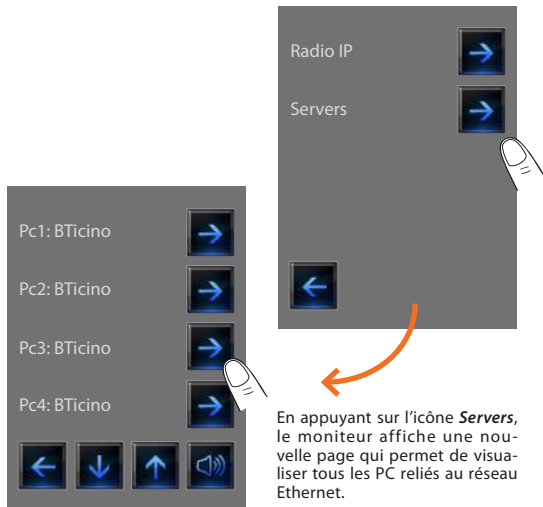 Radio IP
Servers
Pc1: BTicino
Pc2: BTicino
Pc3: BTicino
Pc4: BTicino
En appuyant sur l'icône Servers,
le moniteur affiche une nou-
velle page qui permet de visua-
liser tous les PC reliés au réseau
Ethernet.